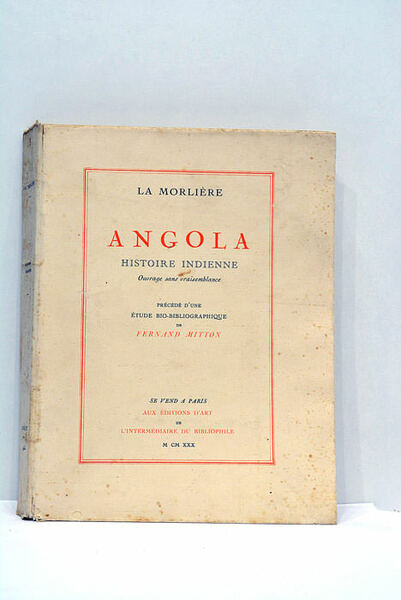 LA MORLIÈRE
ANGOLA
HISTOIRE INDIENNE
Ouvrage sans vraisemblance
PRÉCÉDÉ D'UNE
ÉTUDE BIO-BIBLIOGRAPHIQUE
DE
FERNAND MITTON
SE VEND A PARIS
AUX ÉDITIONS D'ART
DE
L'INTERMÉDIAIRE DU BIBLIOPHILE
M CM XXX